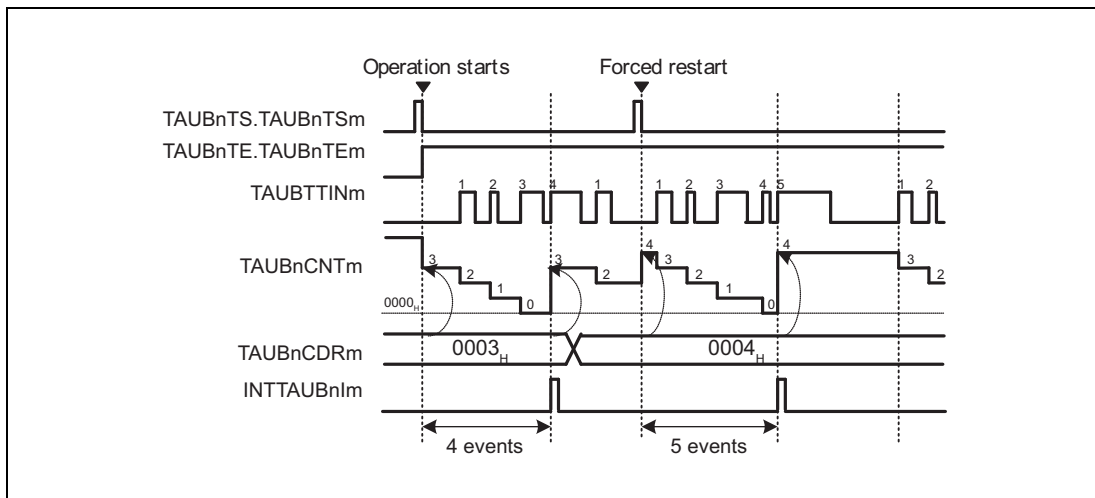 Operation starts Forced restart
TAUBnTS.TAUBnTSm
TAUBnTE.TAUBnTEm
1 2 3 4 1 1 2 3 4 5 1 2
TAUBTTINm
4 4
3 3 3 3
TAUBnCNTm
2 2 2 2
1 1
0000H 0 0
0003H 0004H
TAUBnCDRm
INTTAUBnIm
4 events 5 events